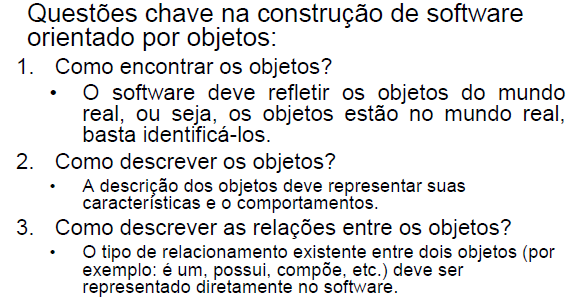 Questões chave na construção de software
orientado por objetos:
1. Como encontrar os objetos?
• O software deve refletir os objetos do mundo
real, ou seja, os objetos estão no mundo real,
basta identificá-los.
2. Como descrever os objetos?
• A descrição dos objetos deve representar suas
características e o comportamentos.
3. Como descrever as relações entre os objetos?
• O tipo de relacionamento existente entre dois objetos (por
exemplo: é um, possui, compõe, etc.) deve ser
representado diretamente no software.